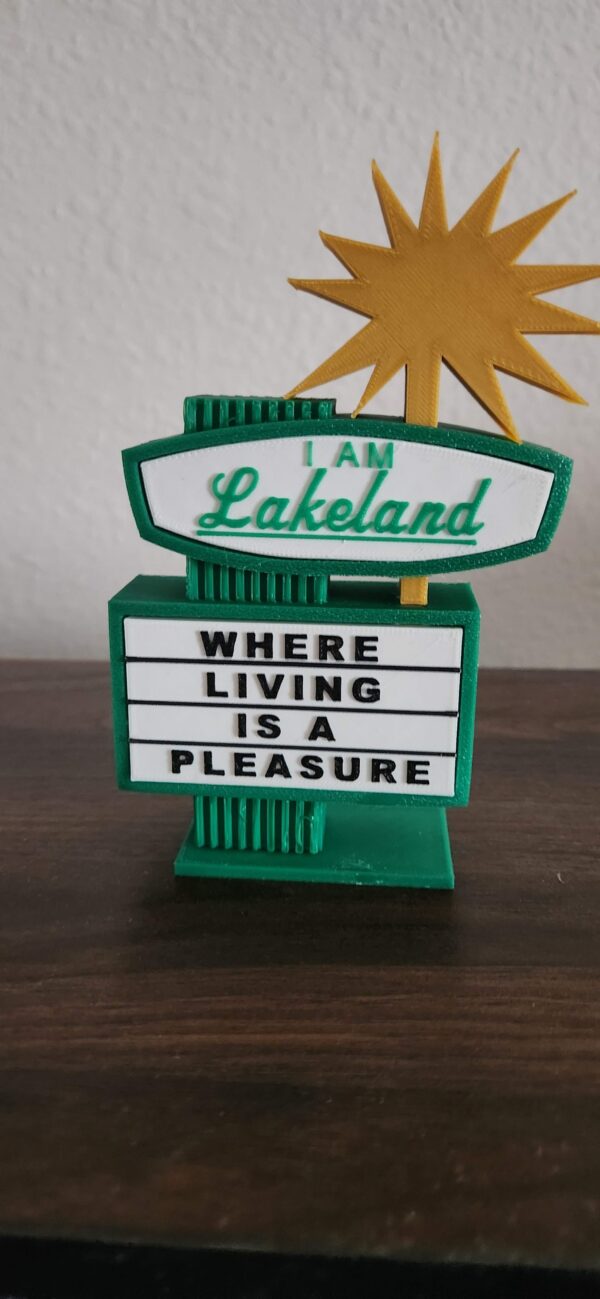 I AM
Lakeland
WHERE
LIVING
IS A
PLEASURE